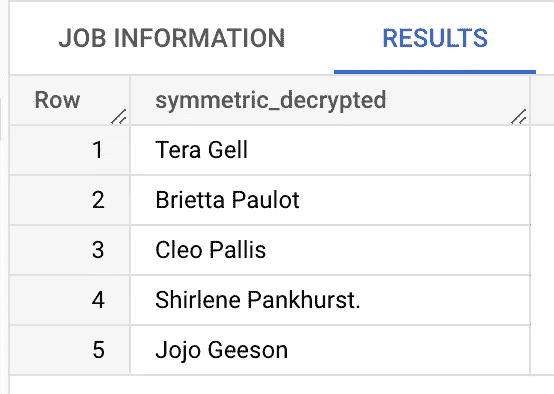 JOB INFORMATION RESULTS
Row symmetric_decrypted
1 Tera Gell
2 Brietta Paulot
3 Cleo Pallis
4 Shirlene Pankhurst.
5 Jojo Geeson